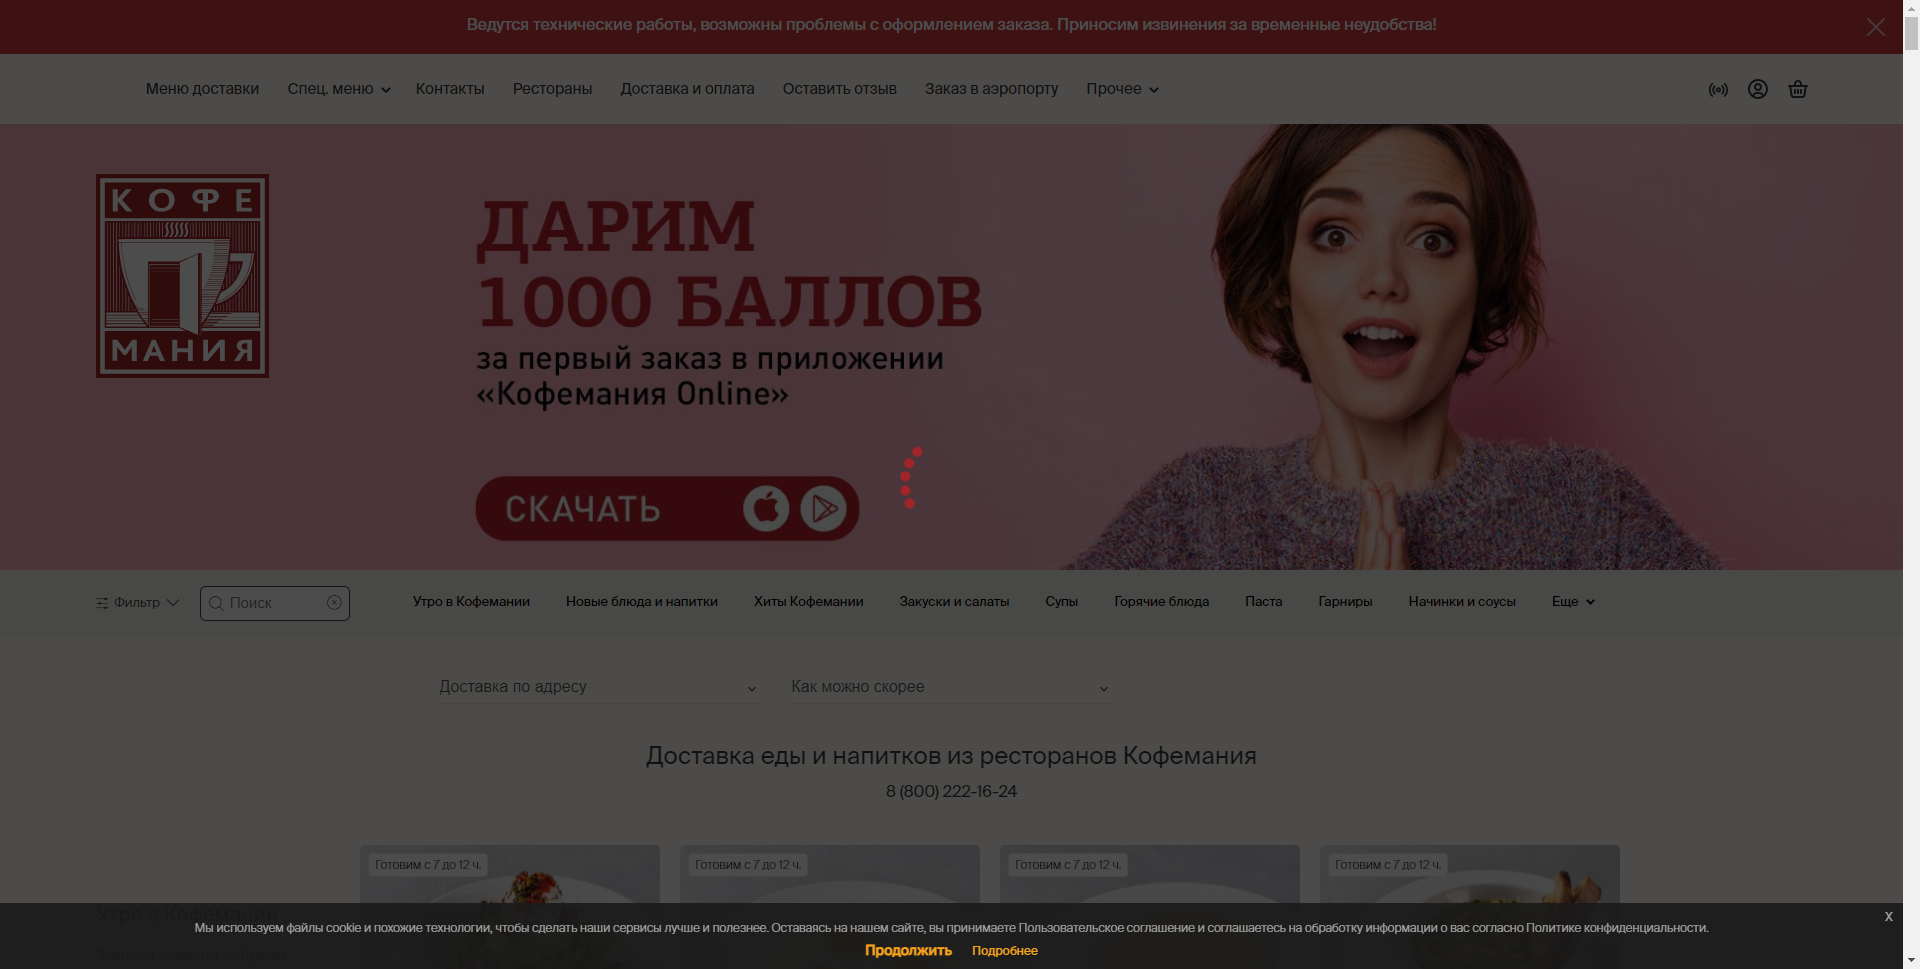 Ведутся технические работы, возможны проблемы с оформлением заказа. Приносим извинения за временные неудобства!
Меню доставки Спец. меню Контакты Рестораны Доставка и оплата Оставить отзыв Заказ в аэропорту Прочее
КОФЕ
МАНИЯ
ДАРИМ
1000 БАЛЛОВ
за первый заказ в приложении
«Кофемания Online»
СКАЧАТЬ
Фильтр Поиск Утро в Кофемании Новые блюда и напитки Хиты Кофемании Закуски и салаты Супы Горячие блюда Паста Гарниры Начинки и соусы Еще
Доставка по адресу Как можно скорее
Доставка еды и напитков из ресторанов Кофемания
8 (800) 222-16-24
Готовим с 7 до 12 ч. Готовим с 7 до 12 ч. Готовим с 7 до 12 ч. Готовим с 7 до 12 ч.
Утро в Кофемании
X
Мы используем файлы cookie и похожие технологии, чтобы сделать наши сервисы лучше и полезнее. Оставаясь на нашем сайте, вы принимаете Пользовательское соглашение и соглашаетесь на обработку информации о вас согласно Политике конфиденциальности.
Продолжить Подробнее